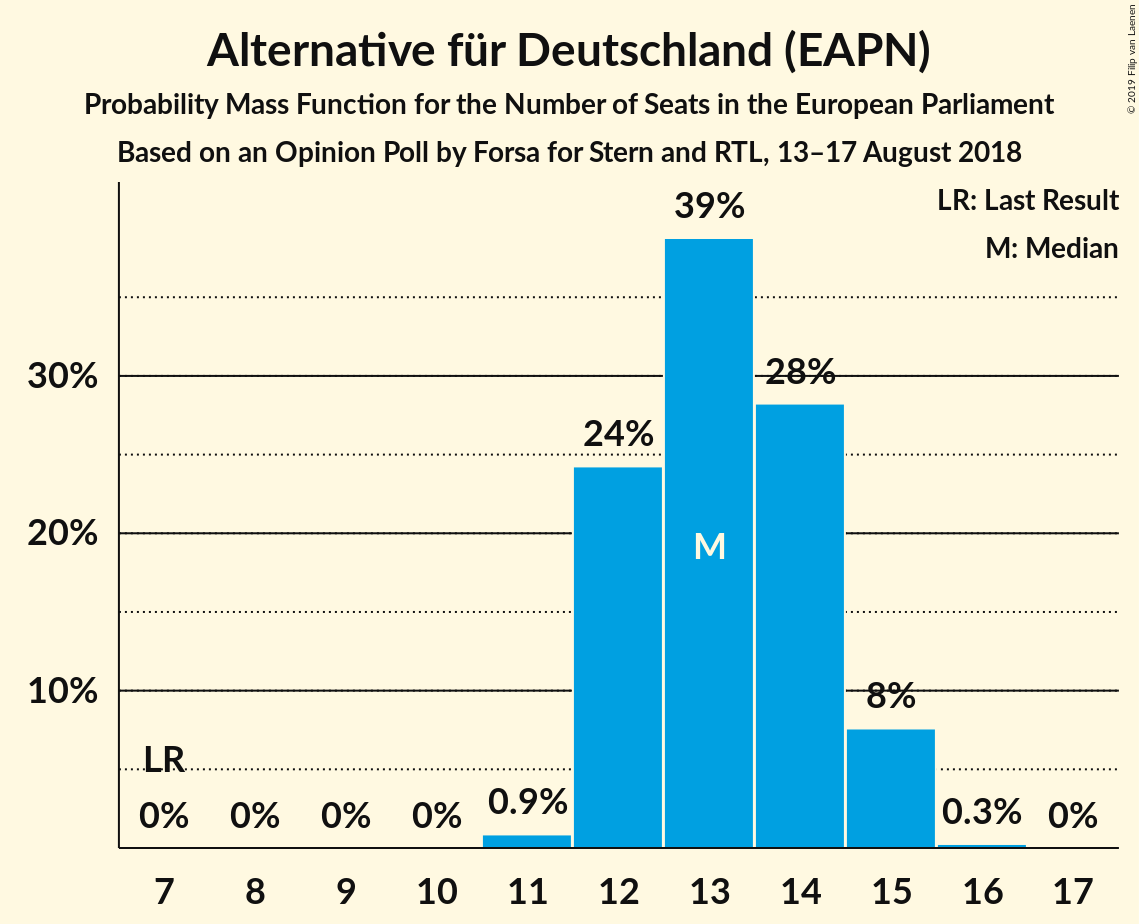 Alternative für Deutschland (EAPN)
Probability Mass Function for the Number of Seats in the European Parliament
Based on an Opinion Poll by Forsa for Stern and RTL, 13–17 August 2018
© 2019 Filip van Laenen
LR: Last Result
M: Median
39%
30%
28%
24%
20%
M
10%
8%
LR
0% 0% 0% 0% 0.9% 0.3% 0%
7 8 9 10 11 12 13 14 15 16 17